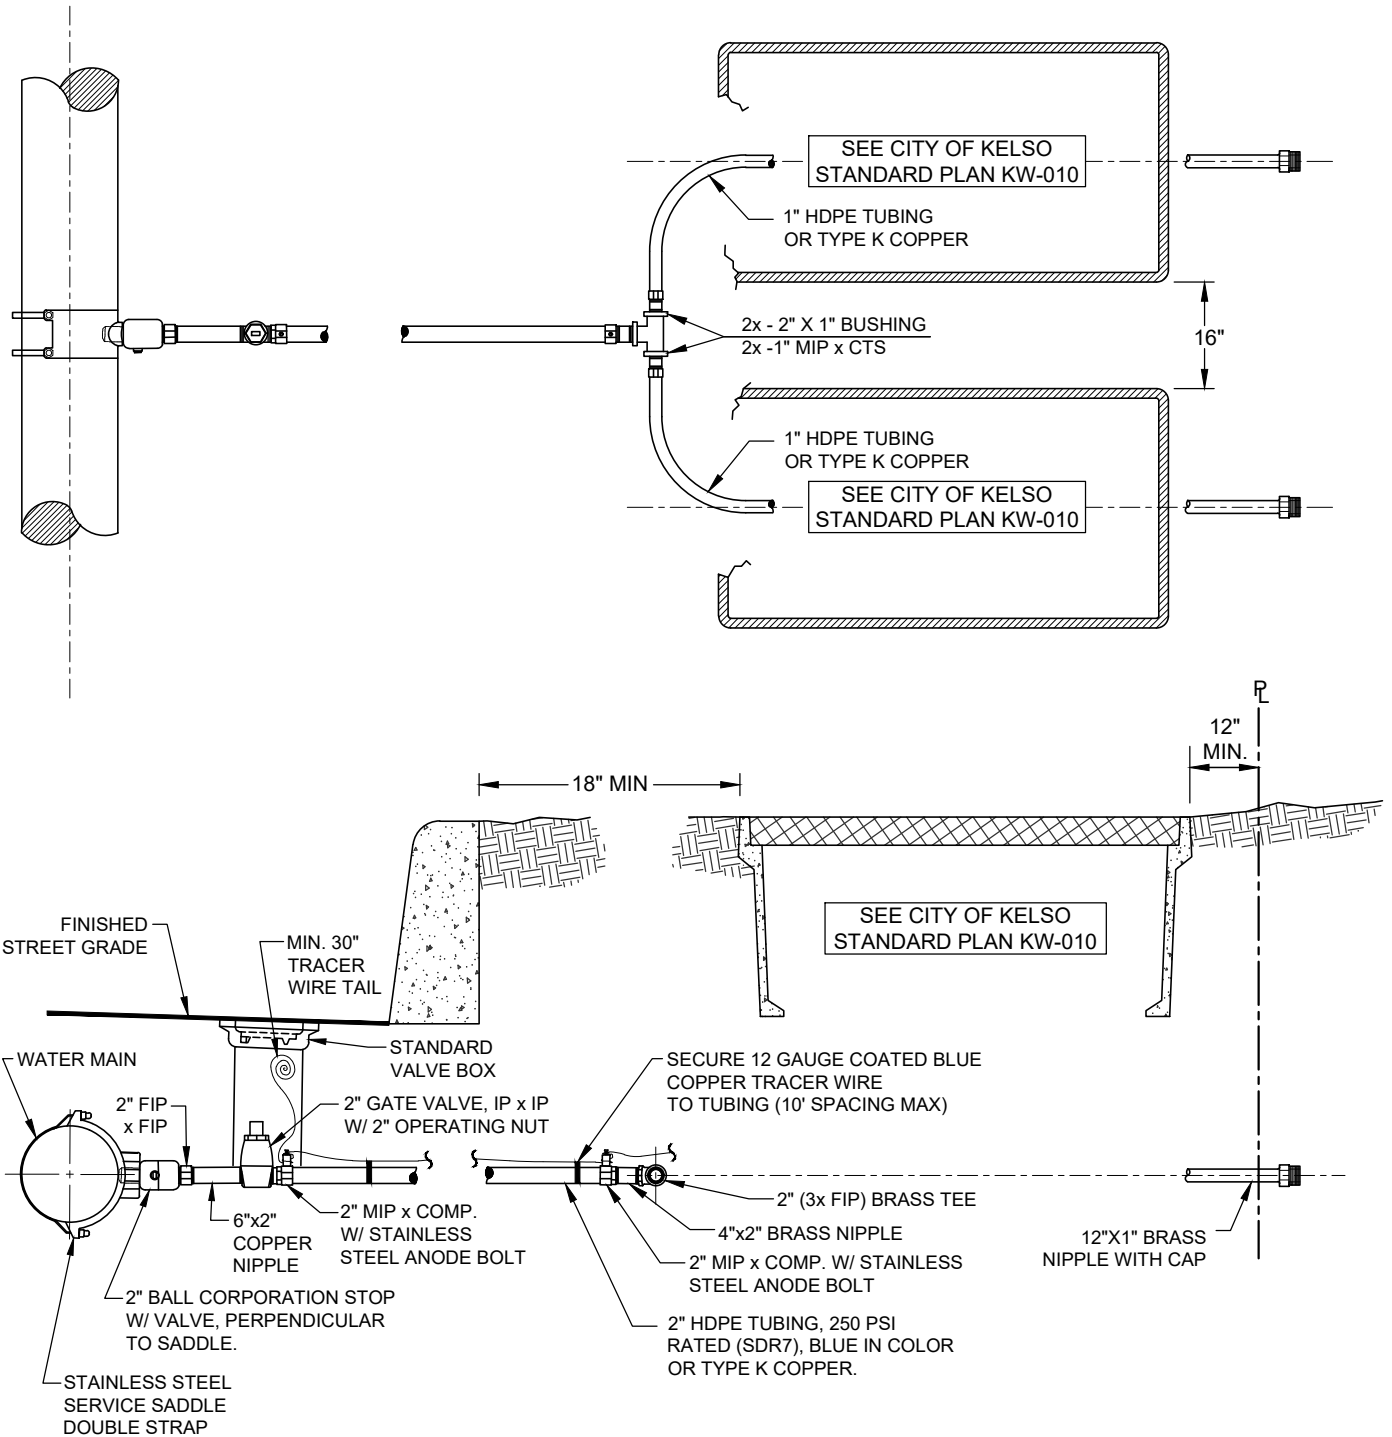 SEE CITY OF KELSO
STANDARD PLAN KW-010
1" HDPE TUBING
OR TYPE K COPPER
2x - 2" X 1" BUSHING
2x -1" MIP x CTS
16"
1" HDPE TUBING
OR TYPE K COPPER
SEE CITY OF KELSO
STANDARD PLAN KW-010
PL
12"
MIN.
18" MIN
SEE CITY OF KELSO
STANDARD PLAN KW-010
FINISHED
STREET GRADE
MIN. 30"
TRACER
WIRE TAIL
WATER MAIN
STANDARD
VALVE BOX
SECURE 12 GAUGE COATED BLUE
COPPER TRACER WIRE
TO TUBING (10' SPACING MAX)
2" FIP
x FIP
2" GATE VALVE, IP x IP
W/ 2" OPERATING NUT
2" (3x FIP) BRASS TEE
6"x2"
COPPER
NIPPLE
2" MIP x COMP.
W/ STAINLESS
STEEL ANODE BOLT
4"x2" BRASS NIPPLE
2" MIP x COMP. W/ STAINLESS
STEEL ANODE BOLT
12"X1" BRASS
NIPPLE WITH CAP
2" BALL CORPORATION STOP
W/ VALVE, PERPENDICULAR
TO SADDLE.
2" HDPE TUBING, 250 PSI
RATED (SDR7), BLUE IN COLOR
OR TYPE K COPPER.
STAINLESS STEEL
SERVICE SADDLE
DOUBLE STRAP